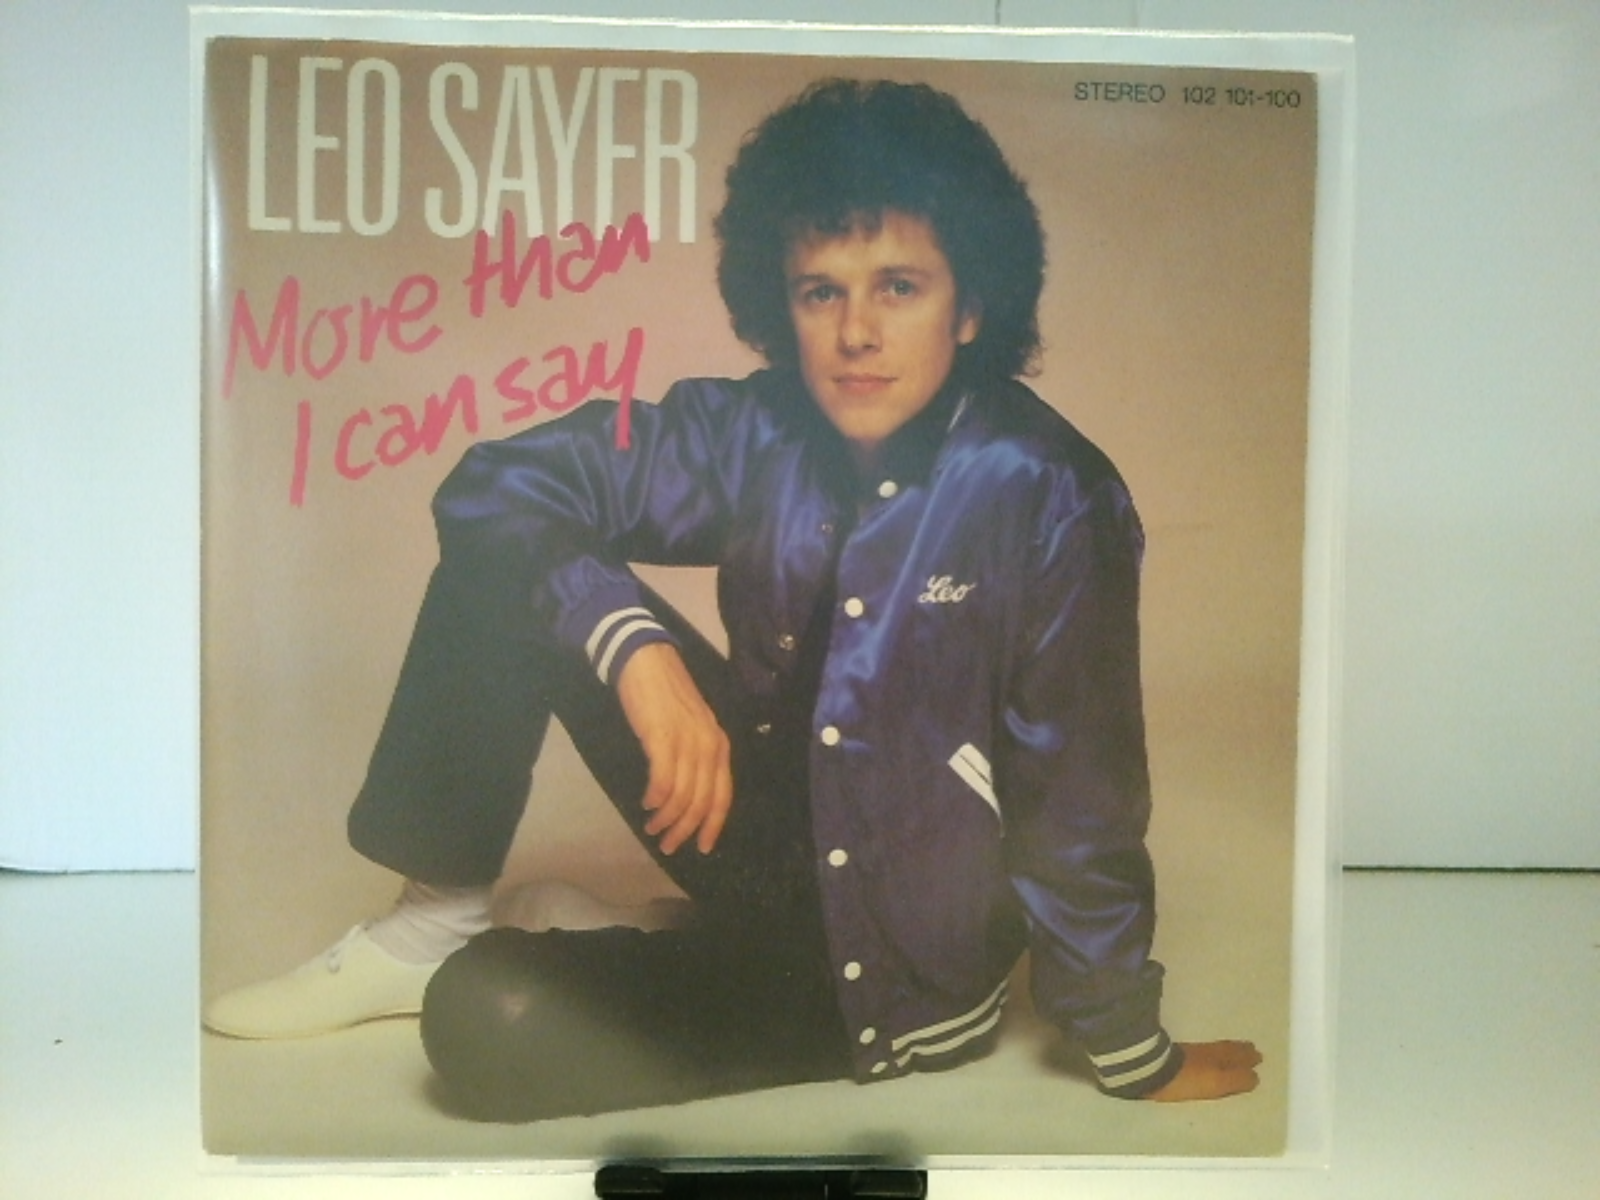 LEO SAYER
STEREO 102 101-100
More than
I can say
Leo